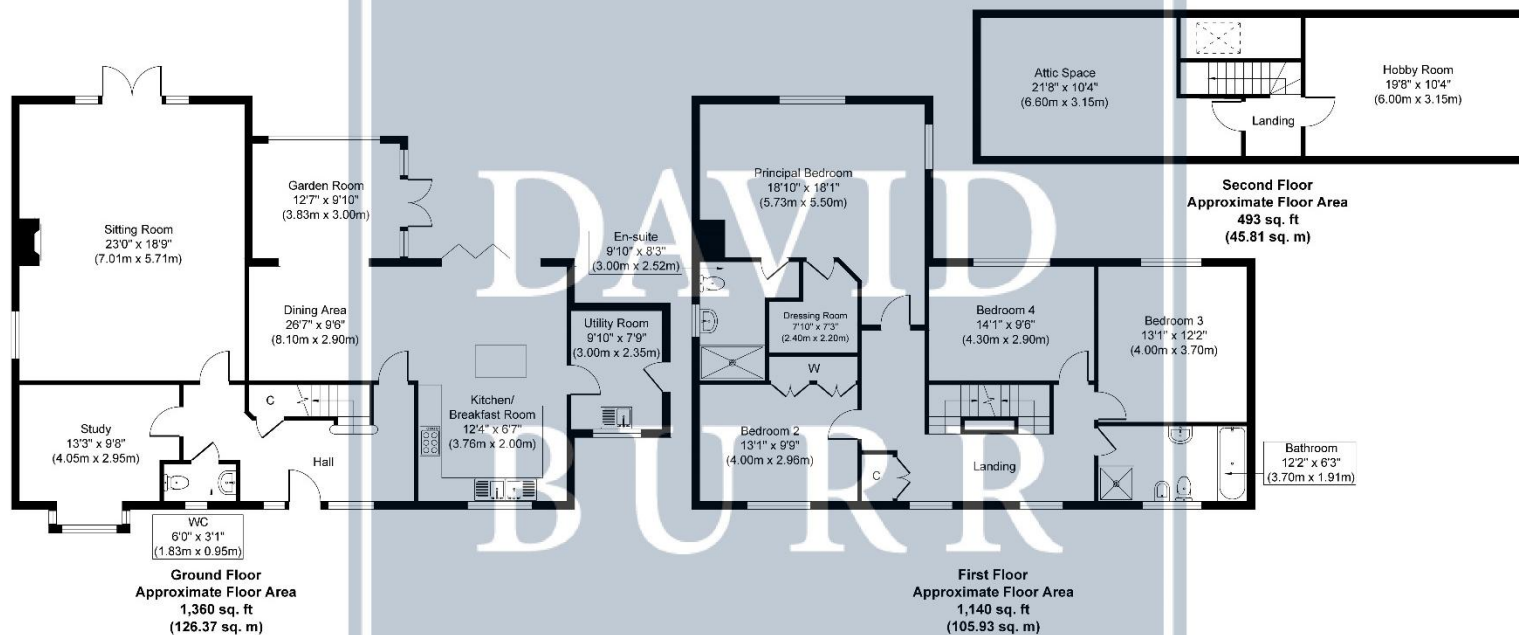 Sitting Room
23'0" x 18'9"
(7.01m x 5.71m)
Garden Room
12'7" x 9'10"
(3.83m x 3.00m)
Dining Area
26'7" x 9'6"
(8.10m x 2.90m)
Study
13'3" x 9'8"
(4.05m x 2.95m)
C
Hall
WC
6'0" x 3'1"
(1.83m x 0.95m)
Kitchen/
Breakfast Room
12'4" x 6'7"
(3.76m x 2.00m)
Utility Room
9'10" x 7'9"
(3.00m x 2.35m)
Ground Floor
Approximate Floor Area
1,360 sq. ft
(126.37 sq. m)
DAVID
BURR
Principal Bedroom
18'10" x 18'1"
(5.73m x 5.50m)
En-suite
9'10" x 8'3"
(3.00m x 2.52m)
Dressing Room
7'10" x 7'3"
(2.40m x 2.20m)
W
Bedroom 2
13'1" x 9'9"
(4.00m x 2.96m)
C
Landing
Bedroom 4
14'1" x 9'6"
(4.30m x 2.90m)
Bedroom 3
13'1" x 12'2"
(4.00m x 3.70m)
Bathroom
12'2" x 6'3"
(3.70m x 1.91m)
First Floor
Approximate Floor Area
1,140 sq. ft
(105.93 sq. m)
Attic Space
21'8" x 10'4"
(6.60m x 3.15m)
Landing
Hobby Room
19'8" x 10'4"
(6.00m x 3.15m)
Second Floor
Approximate Floor Area
493 sq. ft
(45.81 sq. m)